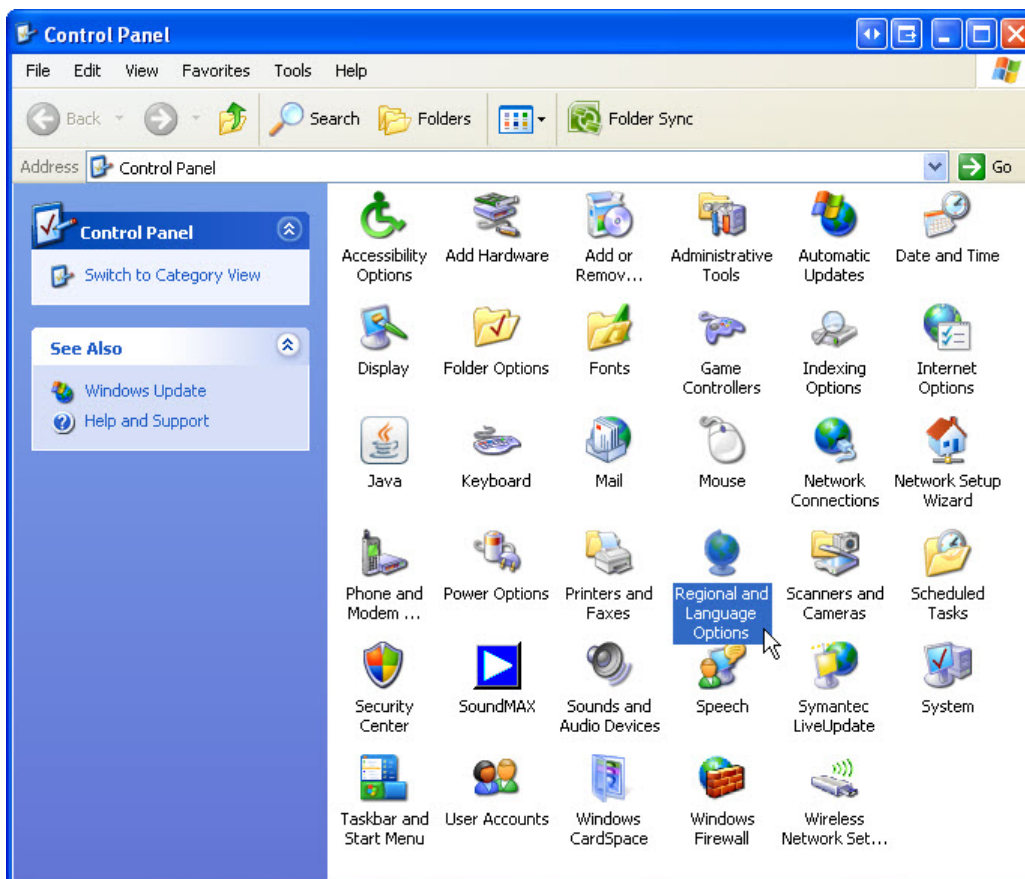 Control Panel
File Edit View Favorites Tools Help
Back Search Folders Folder Sync
Address Control Panel Go
Control Panel
Switch to Category View
See Also
Windows Update
Help and Support
Accessibility
Options
Add Hardware
Add or
Remov...
Administrative
Tools
Automatic
Updates
Date and Time
Display
Folder Options
Fonts
Game
Controllers
Indexing
Options
Internet
Options
Java
Keyboard
Mail
Mouse
Network
Connections
Network Setup
Wizard
Phone and
Modem ...
Power Options
Printers and
Faxes
Regional and
Language
Options
Scanners and
Cameras
Scheduled
Tasks
Security
Center
SoundMAX
Sounds and
Audio Devices
Speech
Symantec
LiveUpdate
System
Taskbar and
Start Menu
User Accounts
Windows
CardSpace
Windows
Firewall
Wireless
Network Set...